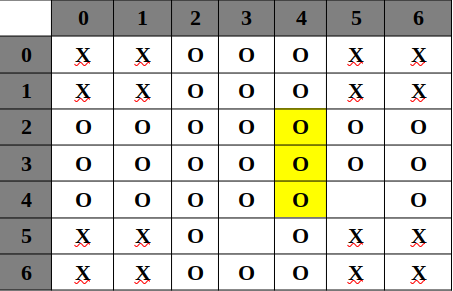 0 1 2 3 4 5 6
0 X X O O O X X
1 X X O O O X X
2 O O O O O O O
3 O O O O O O O
4 O O O O O O
5 X X O O X X
6 X X O O O X X